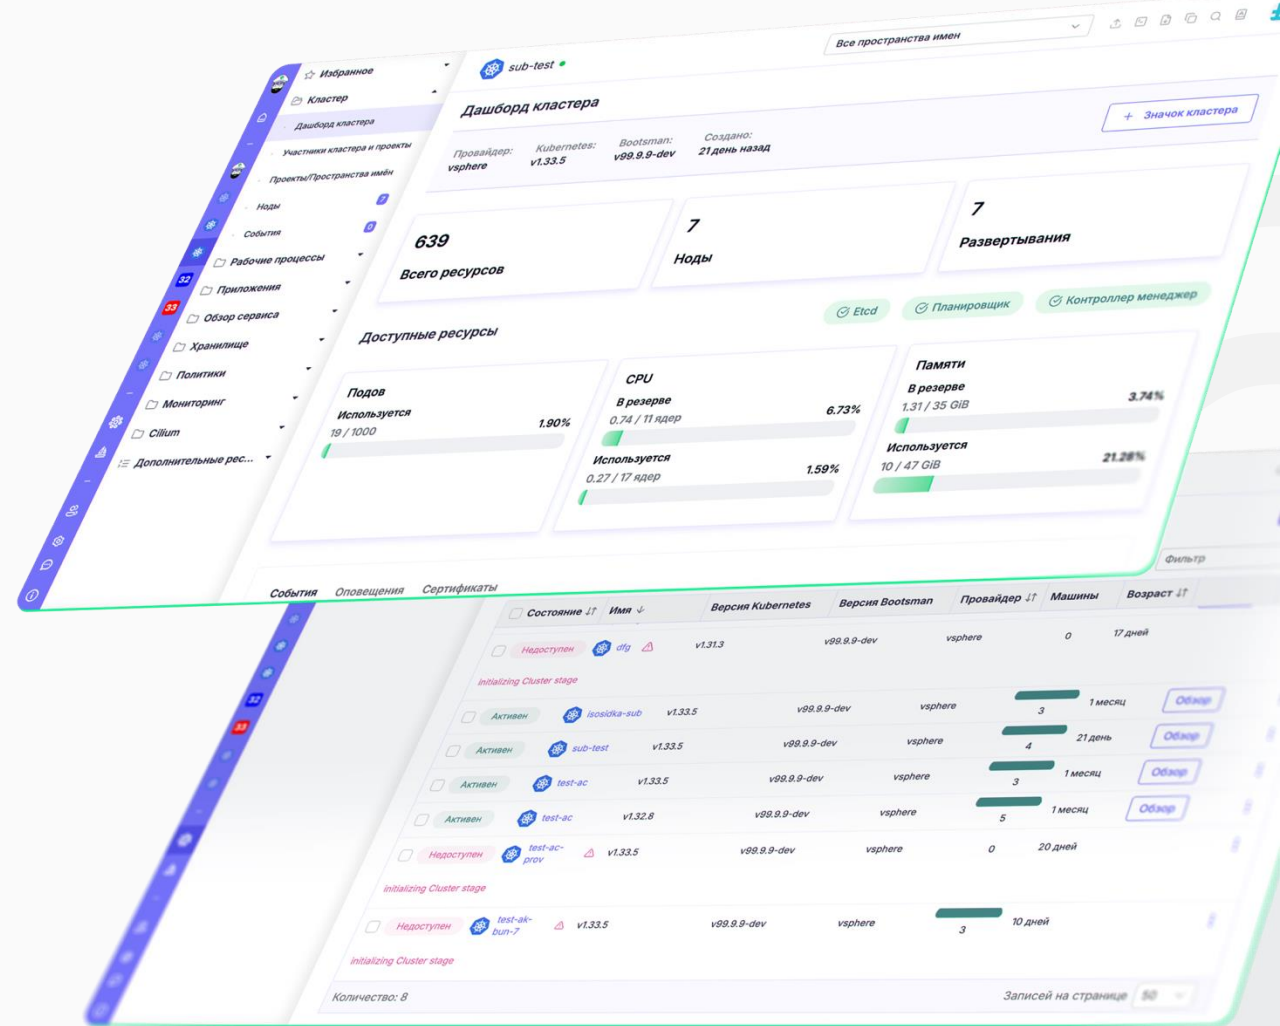 Избранное
Кластер
Дашборд кластера
Участники кластера и проекты
Проекты/Пространства имён
Ноды 7
События 0
Рабочие процессы
Приложения
Обзор сервиса
Хранилище
Политики
Мониторинг
Cilium
Дополнительные рес...
32
33
sub-test
Все пространства имен
Дашборд кластера
Значок кластера
Провайдер: Kubernetes: Bootsman: Создано:
vsphere v1.33.5 v99.9.9-dev 21 день назад
639
Всего ресурсов
7
Ноды
7
Развертывания
Etcd Планировщик Контроллер менеджер
Доступные ресурсы
Подов
Используется
19 / 1000 1.90%
CPU
В резерве
0.74 / 11 ядер 6.73%
Используется
0.27 / 17 ядер 1.59%
Памяти
В резерве
1.31 / 35 GiB 3.74%
Используется
10 / 47 GiB 21.28%
События Оповещения Сертификаты
Фильтр
32
33
Состояние Имя Версия Kubernetes Версия Bootsman Провайдер Машины Возраст
Недоступен dfg v1.31.3 v99.9.9-dev vsphere 0 17 дней
initializing Cluster stage
Активен isosidka-sub v1.33.5 v99.9.9-dev vsphere 3 1 месяц Обзор
Активен sub-test v1.33.5 v99.9.9-dev vsphere 4 21 день Обзор
Активен test-ac v1.33.5 v99.9.9-dev vsphere 3 1 месяц Обзор
Активен test-ac v1.32.8 v99.9.9-dev vsphere 5 1 месяц Обзор
Недоступен test-ac-prov v1.33.5 v99.9.9-dev vsphere 0 20 дней
initializing Cluster stage
Недоступен test-ak-bun-7 v1.33.5 v99.9.9-dev vsphere 3 10 дней
initializing Cluster stage
Количество: 8
Записей на странице 50